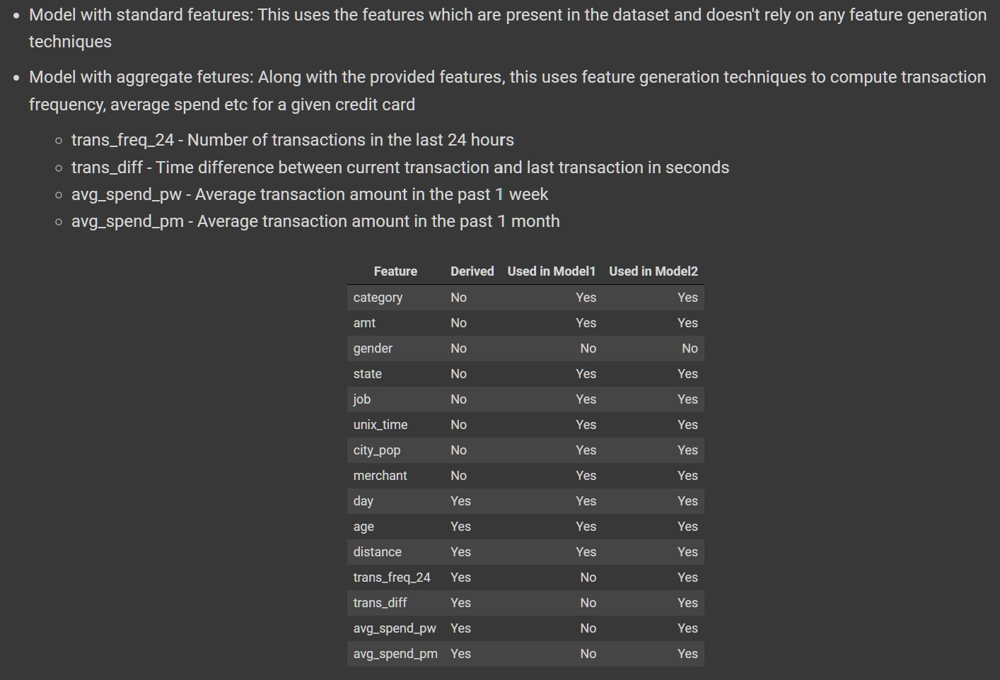 • Model with standard features: This uses the features which are present in the dataset and doesn't rely on any feature generation
techniques
• Model with aggregate fetures: Along with the provided features, this uses feature generation techniques to compute transaction
frequency, average spend etc for a given credit card
○ trans_freq_24 - Number of transactions in the last 24 hours
○ trans_diff - Time difference between current transaction and last transaction in seconds
○ avg_spend_pw - Average transaction amount in the past 1 week
○ avg_spend_pm - Average transaction amount in the past 1 month
Feature Derived Used in Model1 Used in Model2
category No Yes Yes
amt No Yes Yes
gender No No No
state No Yes Yes
job No Yes Yes
unix_time No Yes Yes
city_pop No Yes Yes
merchant No Yes Yes
day Yes Yes Yes
age Yes Yes Yes
distance Yes Yes Yes
trans_freq_24 Yes No Yes
trans_diff Yes No Yes
avg_spend_pw Yes No Yes
avg_spend_pm Yes No Yes